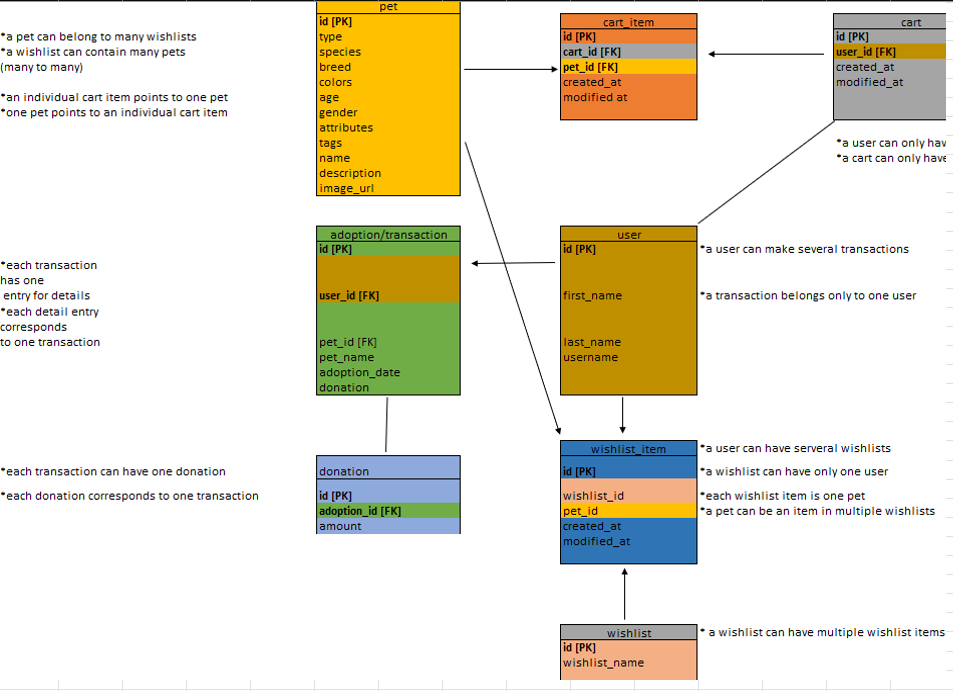 pet
id [PK]
type
species
breed
colors
age
gender
attributes
tags
name
description
image_url
*a pet can belong to many wishlists
*a wishlist can contain many pets
(many to many)
*an individual cart item points to one pet
*one pet points to an individual cart item
cart_item
id [PK]
cart_id [FK]
pet_id [FK]
created_at
modified at
cart
id [PK]
user_id [FK]
created_at
modified_at
*a user can only hav
*a cart can only have
adoption/transaction
id [PK]
user_id [FK]
pet_id [FK]
pet_name
adoption_date
donation
*each transaction
has one
entry for details
*each detail entry
corresponds
to one transaction
user
id [PK]
first_name
last_name
username
*a user can make several transactions
*a transaction belongs only to one user
donation
id [PK]
adoption_id [FK]
amount
*each transaction can have one donation
*each donation corresponds to one transaction
wishlist_item
id [PK]
wishlist_id
pet_id
created_at
modified_at
*a user can have serveral wishlists
*a wishlist can have only one user
*each wishlist item is one pet
*a pet can be an item in multiple wishlists
wishlist
id [PK]
wishlist_name
* a wishlist can have multiple wishlist items